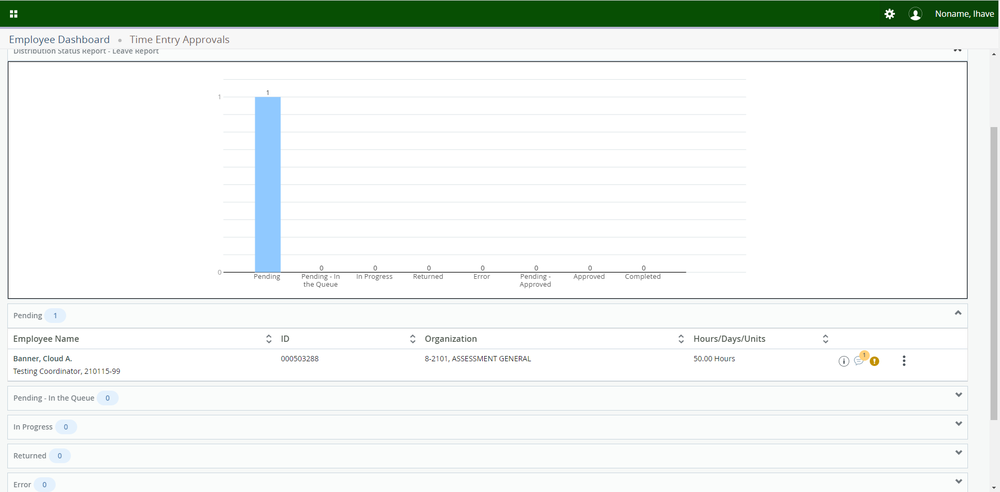 Noname, Ihave
Employee Dashboard • Time Entry Approvals
Distribution Status Report - Leave Report
1
1
0
0
0
0
0
0
0
0
Pending
Pending - In the Queue
In Progress
Returned
Error
Pending - Approved
Approved
Completed
Pending 1
Employee Name ID Organization Hours/Days/Units
Banner, Cloud A. 000503288 8-2101, ASSESSMENT GENERAL 50.00 Hours 1
Testing Coordinator, 210115-99
Pending - In the Queue 0
In Progress 0
Returned 0
Error 0